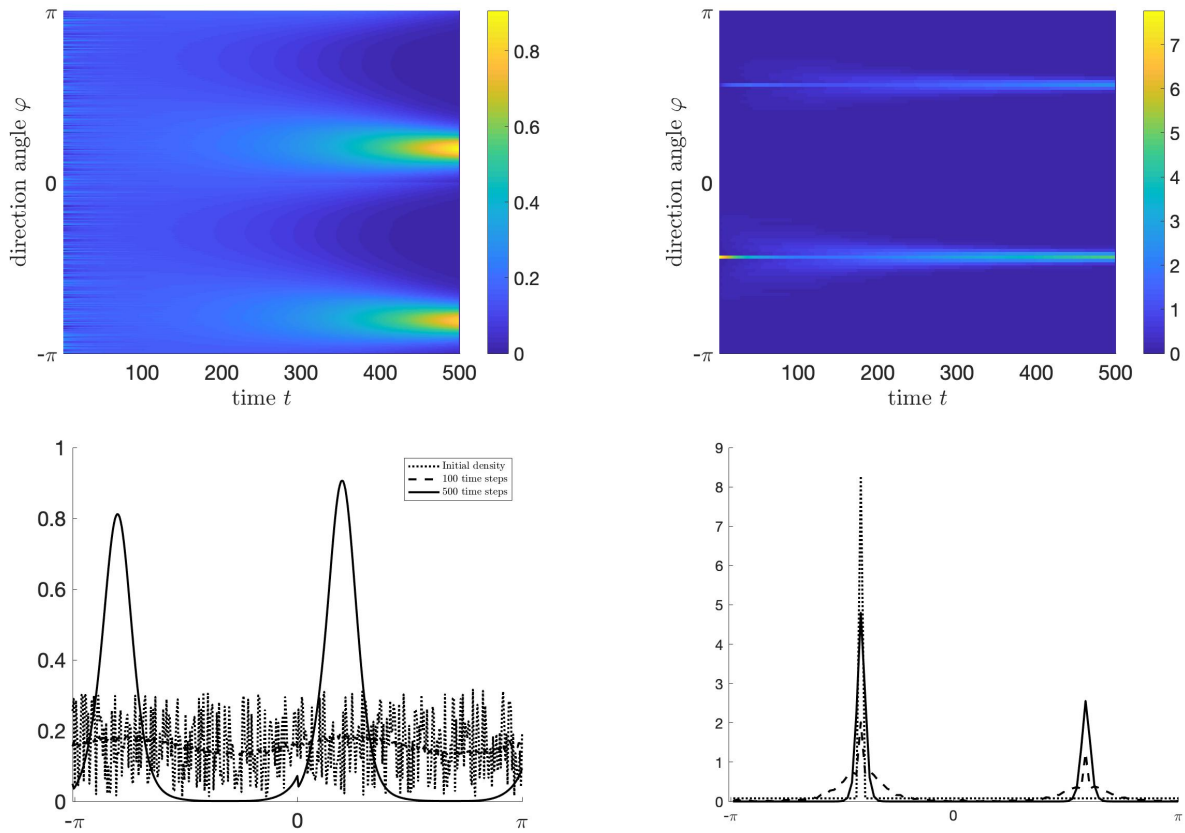 π
0
-π
direction angle φ
100 200 300 400 500
time t
0.8
0.6
0.4
0.2
0
π
0
-π
direction angle φ
100 200 300 400 500
time t
7
6
5
4
3
2
1
0
1
0.8
0.6
0.4
0.2
0
-π 0 π
Initial density
100 time steps
500 time steps
9
8
7
6
5
4
3
2
1
0
-π 0 π